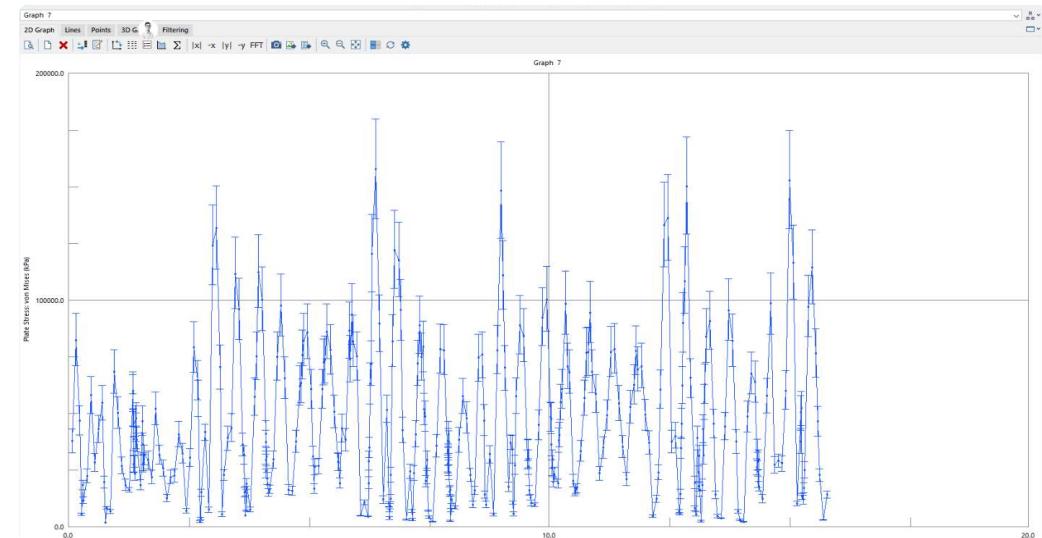 Graph 7
2D Graph Lines Points 3D G Filtering
|x| -x |y| -y FFT
Graph 7
200000.0
Plate Stress: von Mises (kPa)
100000.0
0.0
0.0 10.0 20.0